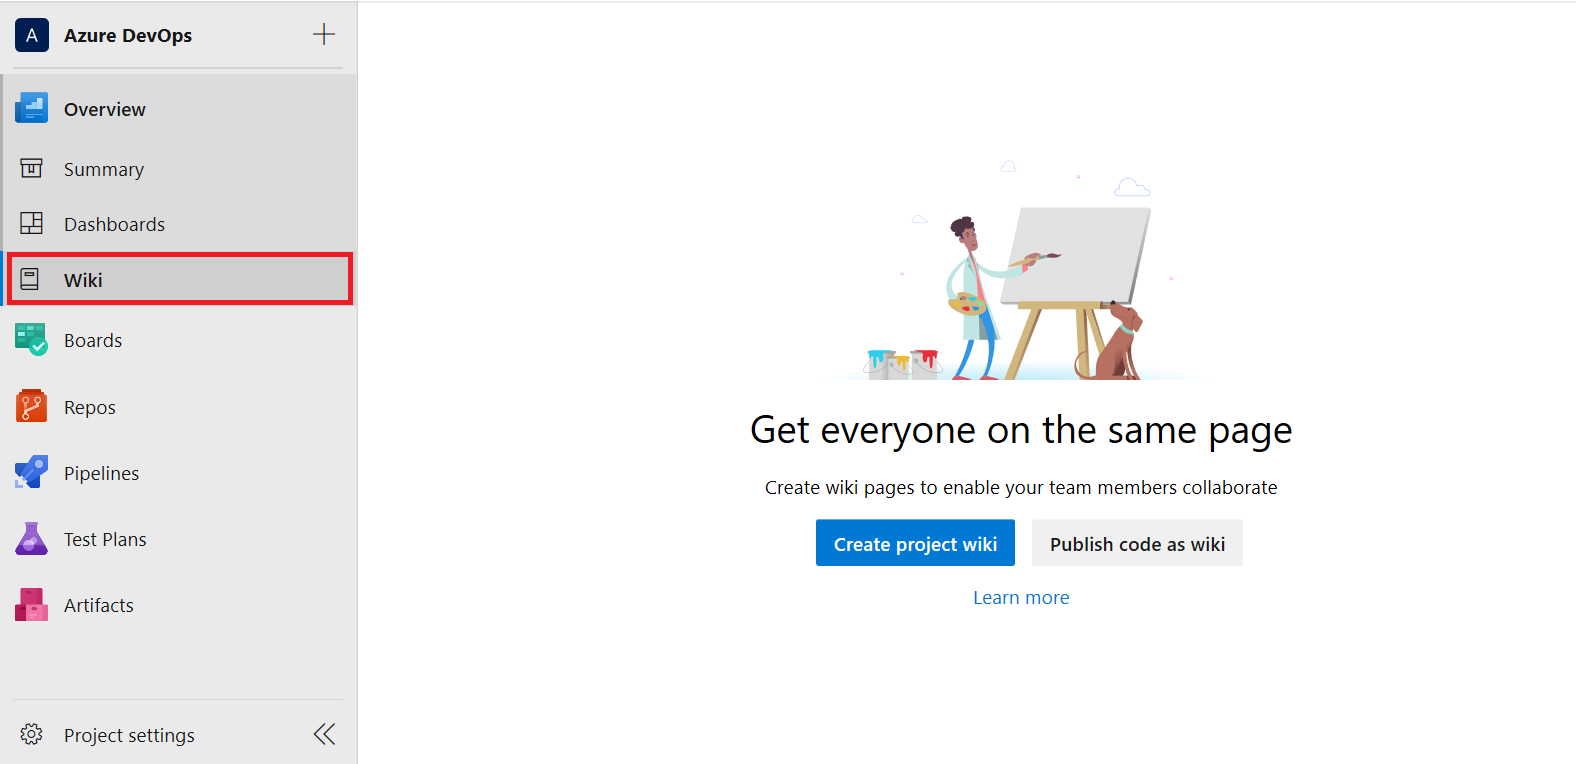 A Azure DevOps
Overview
Summary
Dashboards
Wiki
Boards
Repos
Pipelines
Test Plans
Artifacts
Project settings
Get everyone on the same page
Create wiki pages to enable your team members collaborate
Create project wiki Publish code as wiki
Learn more